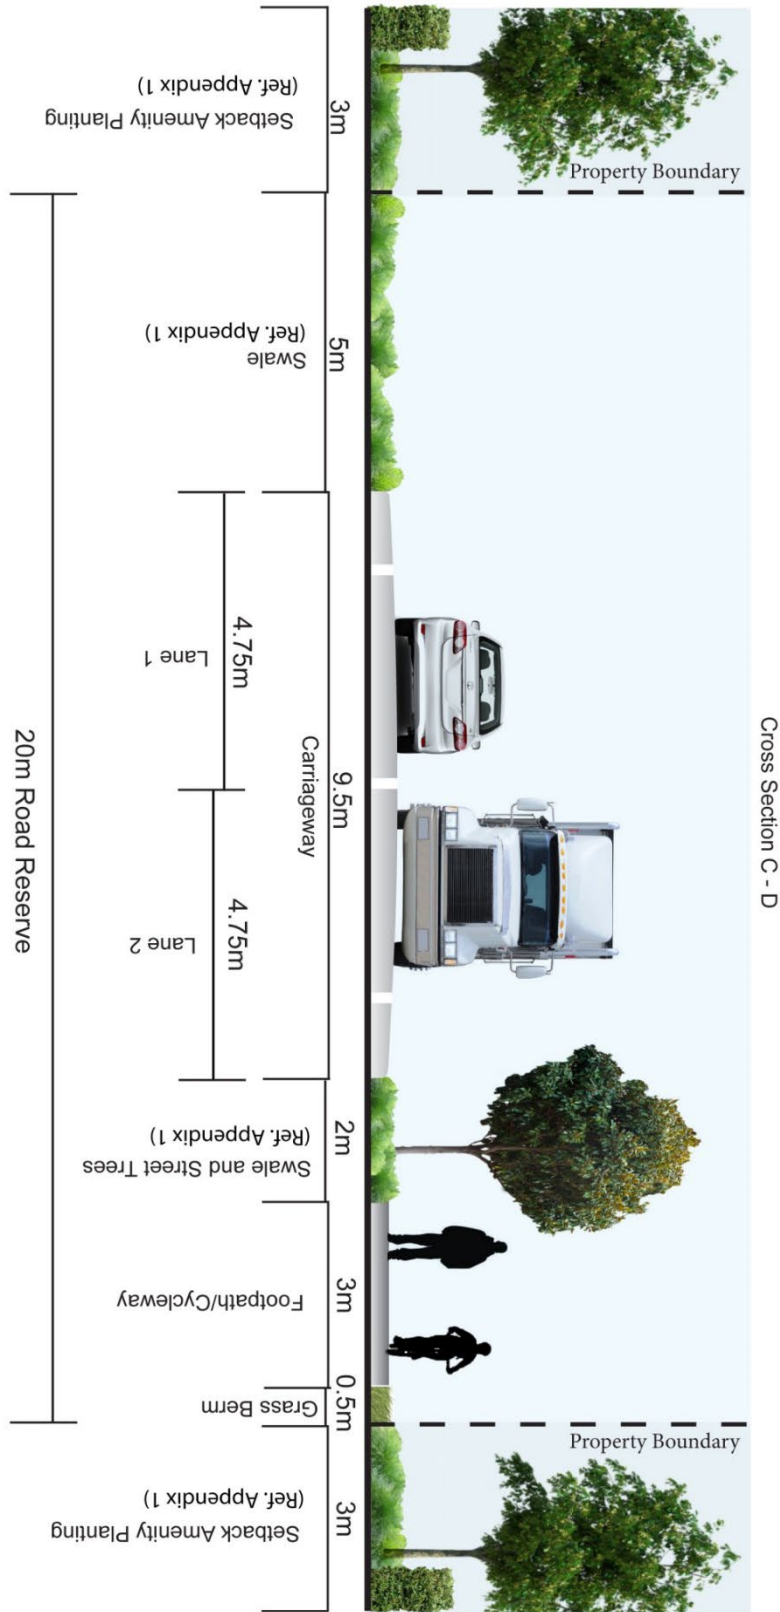 Cross Section C - D
Property Boundary
Property Boundary
3m
Setback Amenity Planting
(Ref. Appendix 1)
5m
Swale
(Ref. Appendix 1)
9.5m
Carriageway
4.75m
Lane 1
4.75m
Lane 2
2m
Swale and Street Trees
(Ref. Appendix 1)
3m
Footpath/Cycleway
0.5m
Grass Berm
3m
Setback Amenity Planting
(Ref. Appendix 1)
20m Road Reserve